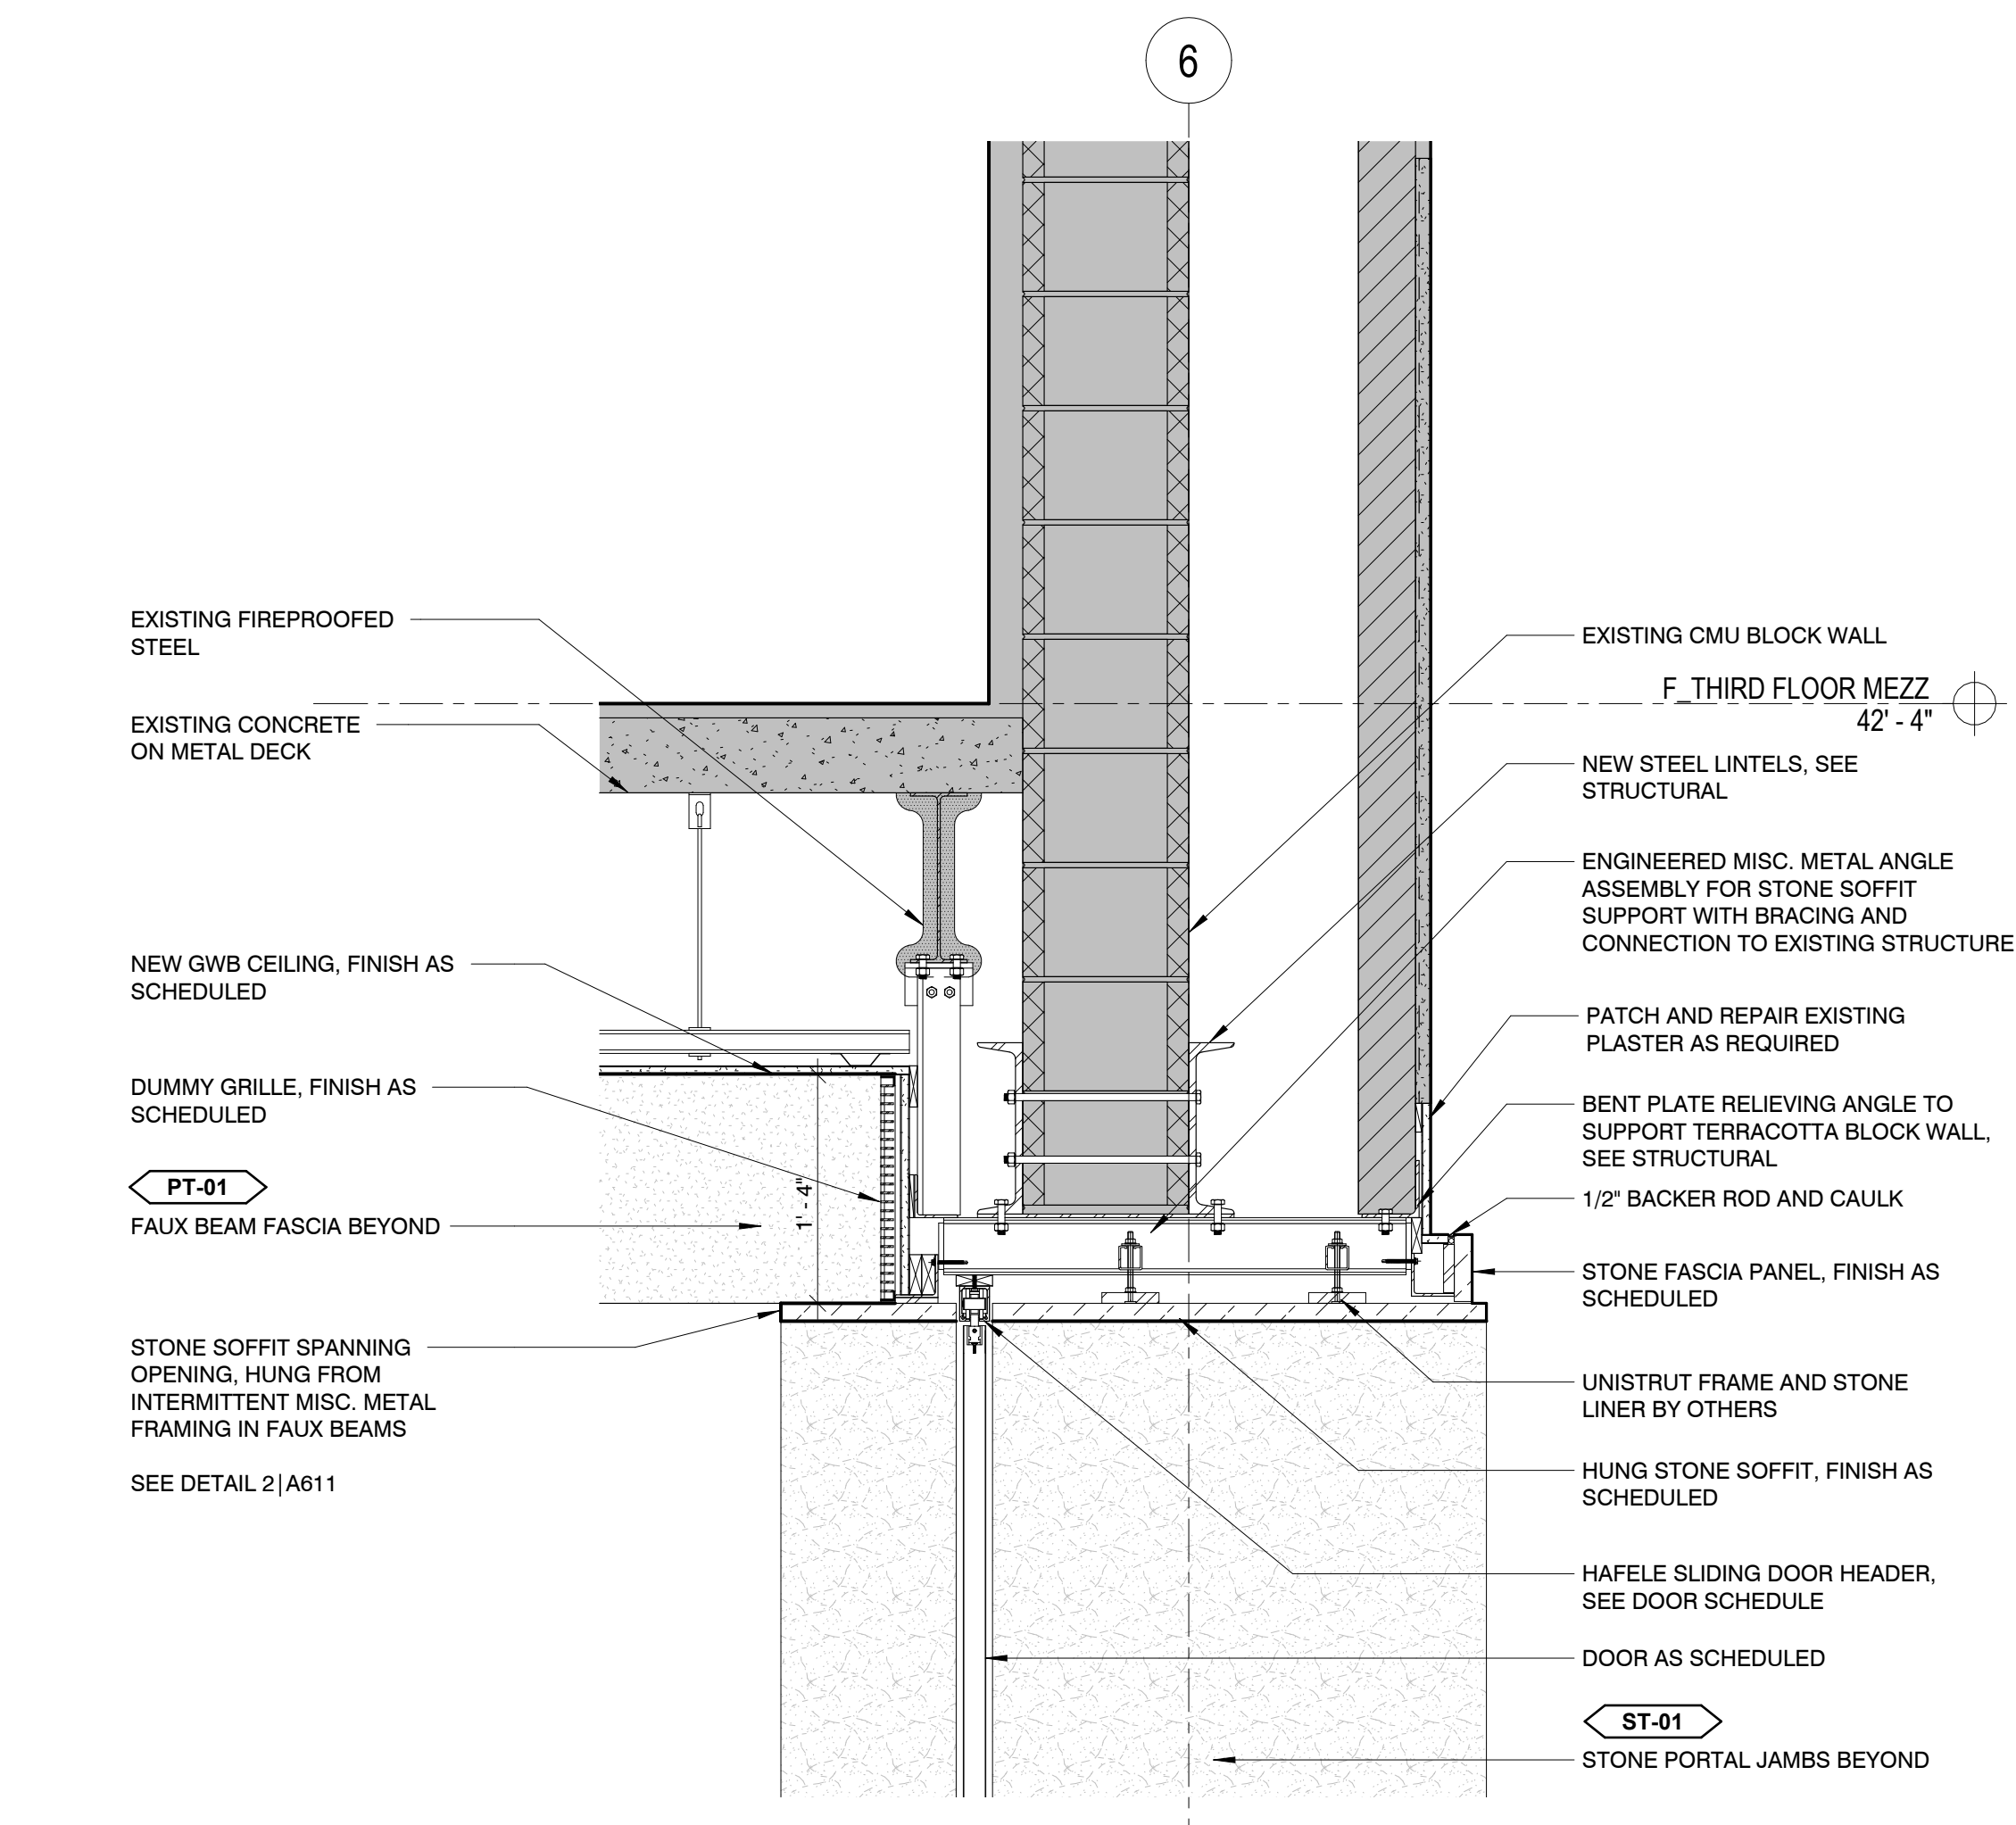 6
EXISTING FIREPROOFED
STEEL
EXISTING CONCRETE
ON METAL DECK
NEW GWB CEILING, FINISH AS
SCHEDULED
DUMMY GRILLE, FINISH AS
SCHEDULED
PT-01
FAUX BEAM FASCIA BEYOND
STONE SOFFIT SPANNING
OPENING, HUNG FROM
INTERMITTENT MISC. METAL
FRAMING IN FAUX BEAMS
SEE DETAIL 2|A611
1' - 4"
EXISTING CMU BLOCK WALL
F_THIRD FLOOR MEZZ
42' - 4"
NEW STEEL LINTELS, SEE
STRUCTURAL
ENGINEERED MISC. METAL ANGLE
ASSEMBLY FOR STONE SOFFIT
SUPPORT WITH BRACING AND
CONNECTION TO EXISTING STRUCTURE
PATCH AND REPAIR EXISTING
PLASTER AS REQUIRED
BENT PLATE RELIEVING ANGLE TO
SUPPORT TERRACOTTA BLOCK WALL,
SEE STRUCTURAL
1/2" BACKER ROD AND CAULK
STONE FASCIA PANEL, FINISH AS
SCHEDULED
UNISTRUT FRAME AND STONE
LINER BY OTHERS
HUNG STONE SOFFIT, FINISH AS
SCHEDULED
HAFELE SLIDING DOOR HEADER,
SEE DOOR SCHEDULE
DOOR AS SCHEDULED
ST-01
STONE PORTAL JAMBS BEYOND